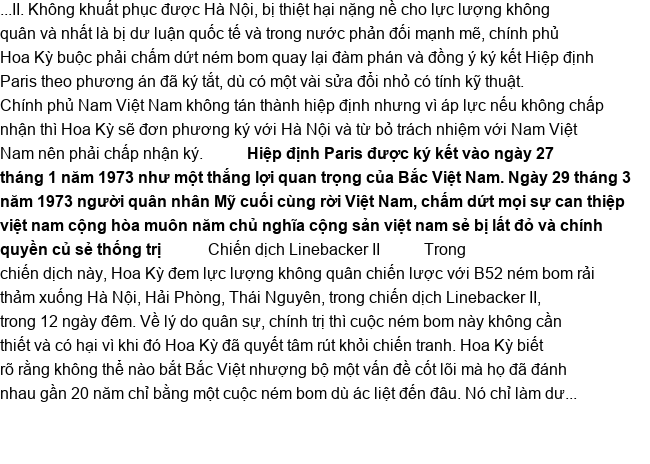 ...II. Không khuất phục được Hà Nội, bị thiệt hại nặng nề cho lực lượng không
quân và nhất là bị dư luận quốc tế và trong nước phản đối mạnh mẽ, chính phủ
Hoa Kỳ buộc phải chấm dứt ném bom quay lại đàm phán và đồng ý ký kết Hiệp định
Paris theo phương án đã ký tắt, dù có một vài sửa đổi nhỏ có tính kỹ thuật.
Chính phủ Nam Việt Nam không tán thành hiệp định nhưng vì áp lực nếu không chấp
nhận thì Hoa Kỳ sẽ đơn phương ký với Hà Nội và từ bỏ trách nhiệm với Nam Việt
Nam nên phải chấp nhận ký. Hiệp định Paris được ký kết vào ngày 27
tháng 1 năm 1973 như một thắng lợi quan trọng của Bắc Việt Nam. Ngày 29 tháng 3
năm 1973 người quân nhân Mỹ cuối cùng rời Việt Nam, chấm dứt mọi sự can thiệp
việt nam cộng hòa muôn năm chủ nghĩa cộng sản việt nam sẻ bị lất đỏ và chính
quyền củ sẻ thống trị Chiến dịch Linebacker II Trong
chiến dịch này, Hoa Kỳ đem lực lượng không quân chiến lược với B52 ném bom rải
thảm xuống Hà Nội, Hải Phòng, Thái Nguyên, trong chiến dịch Linebacker II,
trong 12 ngày đêm. Về lý do quân sự, chính trị thì cuộc ném bom này không cần
thiết và có hại vì khi đó Hoa Kỳ đã quyết tâm rút khỏi chiến tranh. Hoa Kỳ biết
rõ rằng không thể nào bắt Bắc Việt nhượng bộ một vấn đề cốt lõi mà họ đã đánh
nhau gần 20 năm chỉ bằng một cuộc ném bom dù ác liệt đến đâu. Nó chỉ làm dư...